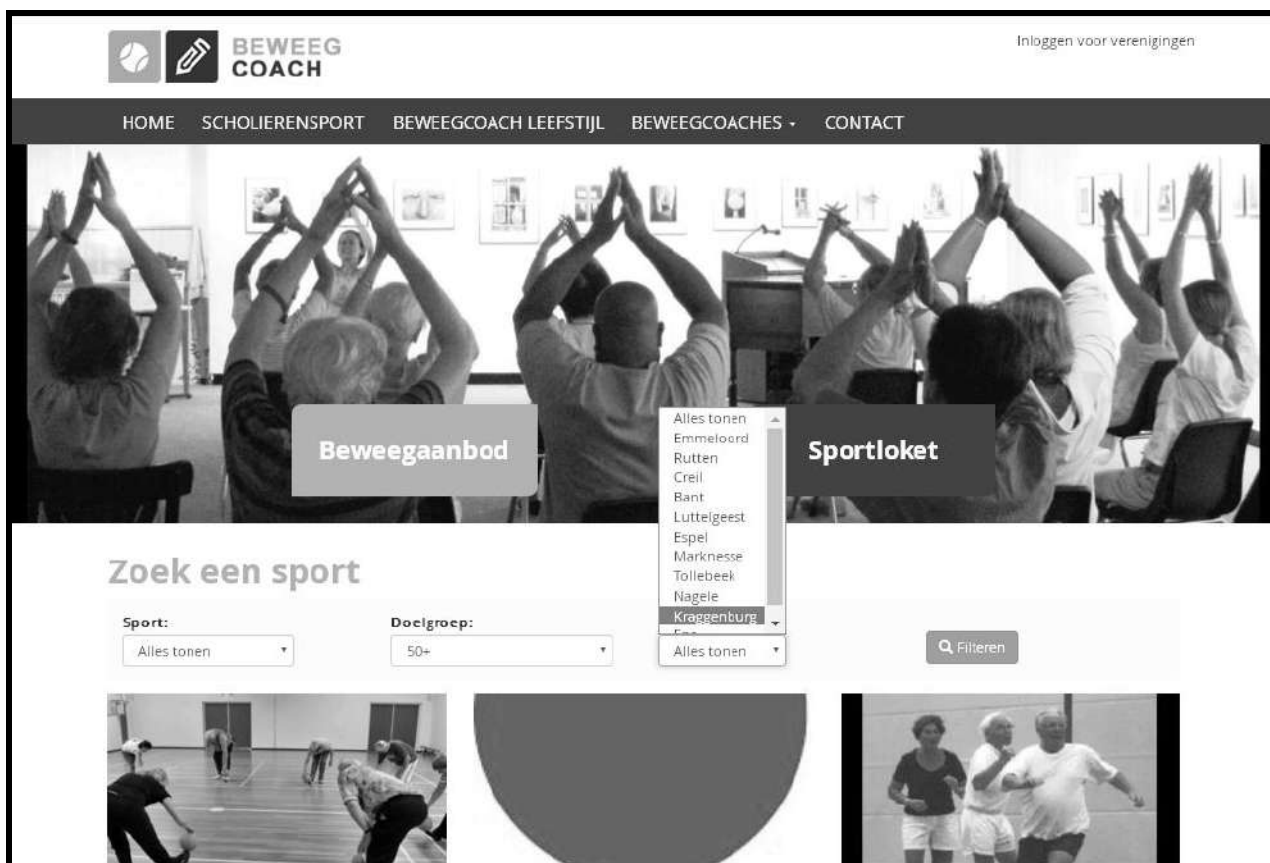 BEWEEG
COACH
Inloggen voor verenigingen
HOME SCHOLIERENSPORT BEWEEGCOACH LEEFSTIJL BEWEEGCOACHES CONTACT
Beweegaanbod
Sportloket
Alles tonen
Emmeloord
Rutten
Creil
Bant
Luttelgeest
Espel
Marknesse
Tollebeek
Nagele
Kraggenburg
Zoek een sport
Sport:
Doelgroep:
Alles tonen
50+
Alles tonen
Filteren